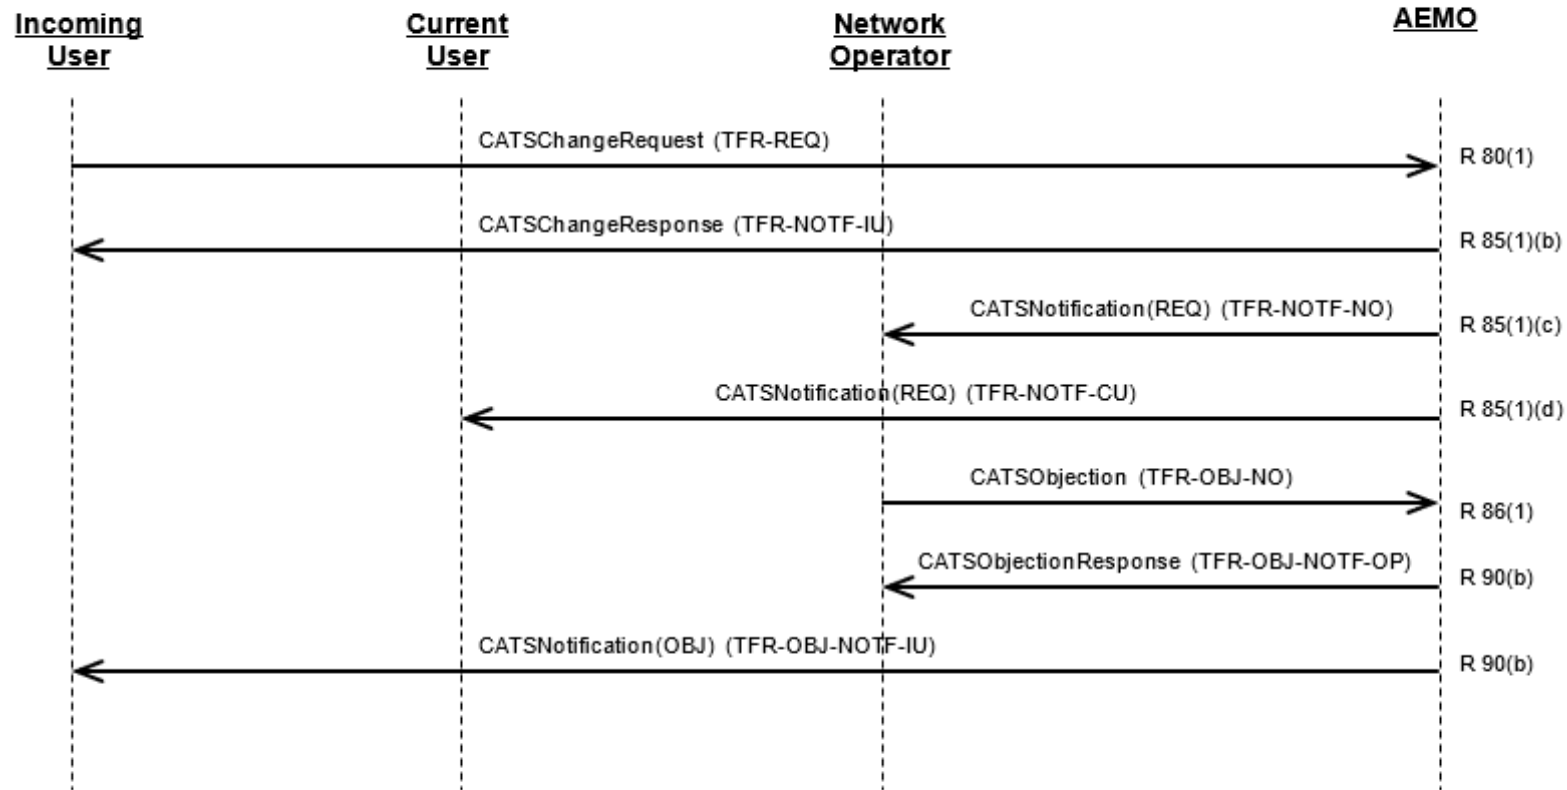 Incoming
User
Current
User
Network
Operator
AEMO
CATSChangeRequest (TFR-REQ)
R 80(1)
CATSChangeResponse (TFR-NOTF-IU)
R 85(1)(b)
CATSNotification(REQ) (TFR-NOTF-NO)
R 85(1)(c)
CATSNotification(REQ) (TFR-NOTF-CU)
R 85(1)(d)
CATSObjection (TFR-OBJ-NO)
R 86(1)
CATSObjectionResponse (TFR-OBJ-NOTF-OP)
R 90(b)
CATSNotification(OBJ) (TFR-OBJ-NOTF-IU)
R 90(b)